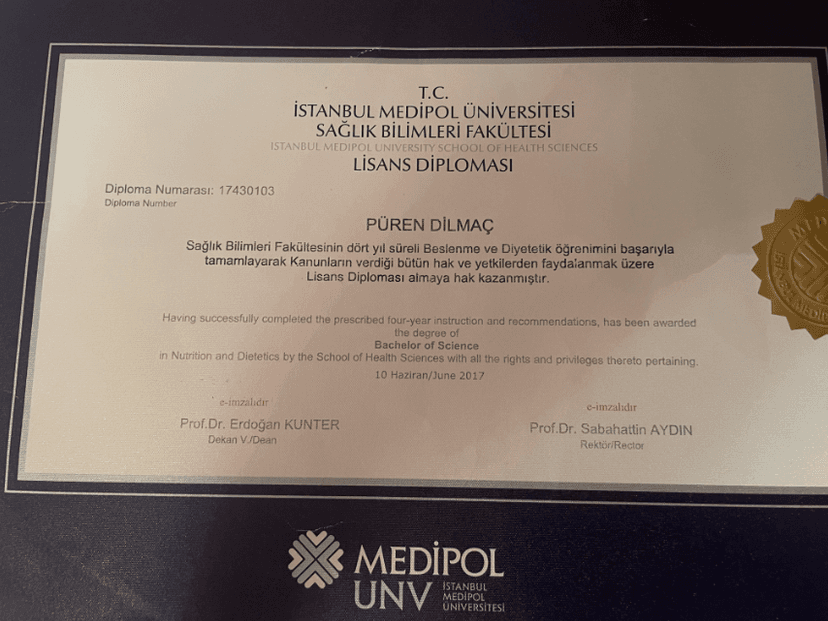 T.C.
İSTANBUL MEDİPOL ÜNİVERSİTESİ
SAĞLIK BİLİMLERİ FAKÜLTESİ
ISTANBUL MEDIPOL UNIVERSITY SCHOOL OF HEALTH SCIENCES
LİSANS DİPLOMASI
Diploma Numarası: 17430103
Diploma Number
PÜREN DİLMAÇ
Sağlık Bilimleri Fakültesinin dört yıl süreli Beslenme ve Diyetetik öğrenimini başarıyla
tamamlayarak Kanunların verdiği bütün hak ve yetkilerden faydalanmak üzere
Lisans Diploması almaya hak kazanmıştır.
Having successfully completed the prescribed four-year instruction and recommendations, has been awarded
the degree of
Bachelor of Science
in Nutrition and Dietetics by the School of Health Sciences with all the rights and privileges thereto pertaining.
10 Haziran/June 2017
e-imzalıdır
Prof.Dr. Erdoğan KUNTER
Dekan V./Dean
e-imzalıdır
Prof.Dr. Sabahattin AYDIN
Rektör/Rector
MEDİPOL
UNV
İSTANBUL
MEDİPOL
ÜNİVERSİTESİ